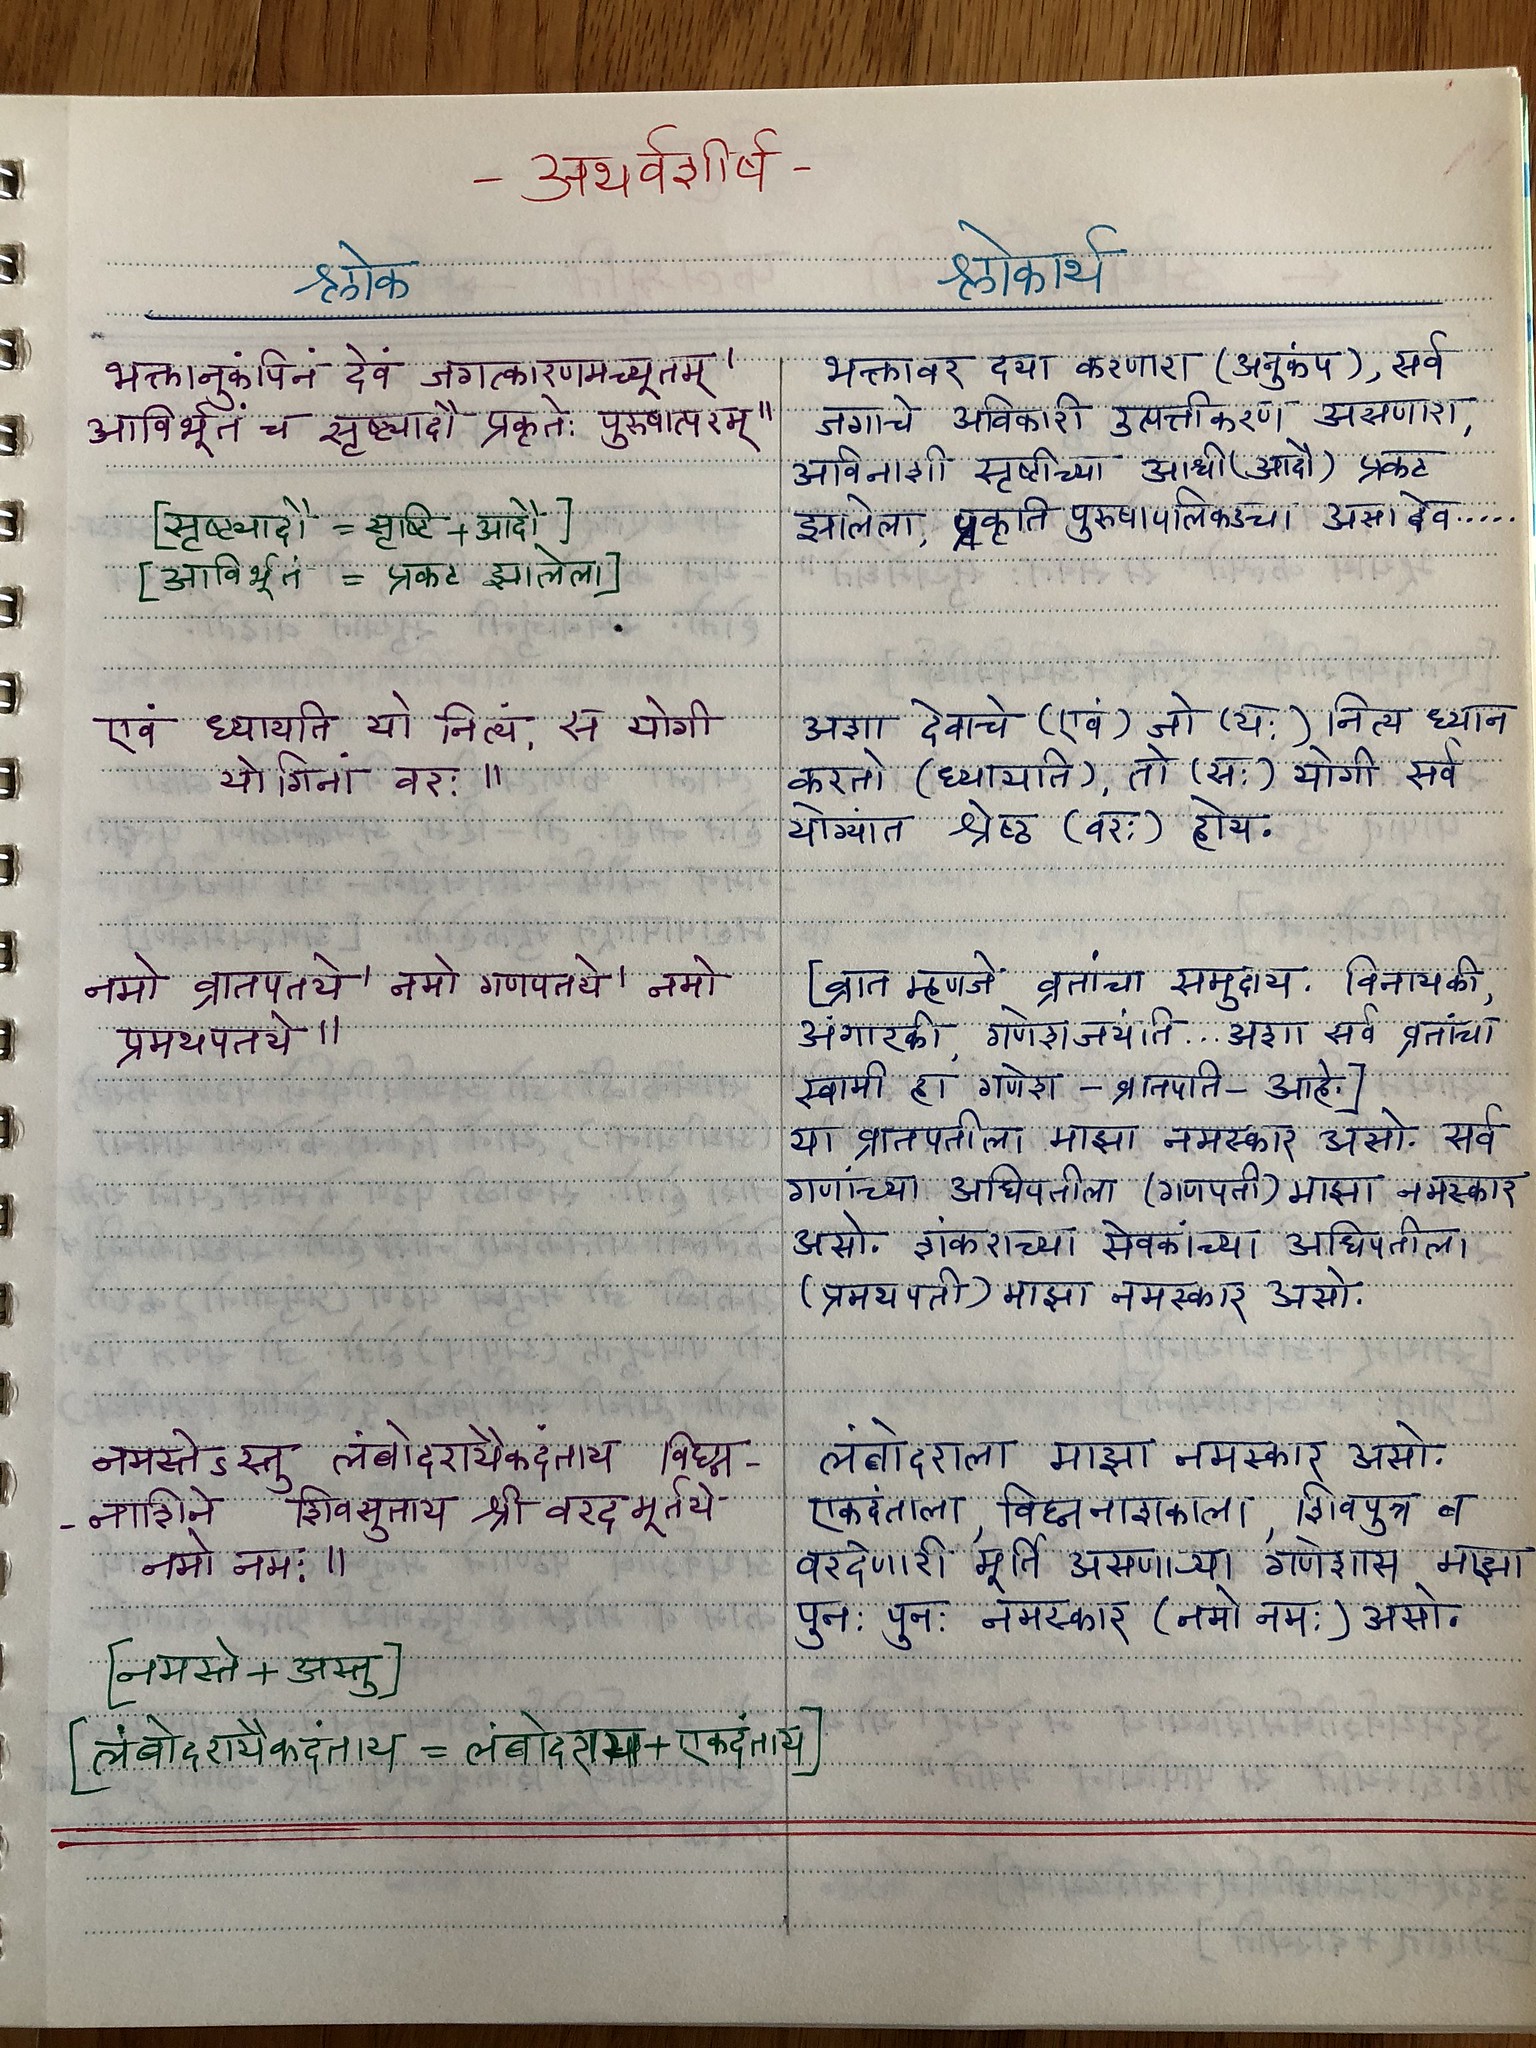 - अथर्वशीर्ष -
श्लोक
श्लोकार्थ
भक्तानुकंपिनं देवं जगत्कारणमच्यूतम् ।
आविर्भूतं च सृष्ट्यादौ प्रकृतेः पुरुषात्परम् ॥
[सृष्ट्यादौ = सृष्टि + आदौ]
[आविर्भूतं = प्रकट झालेला]
एवं ध्यायति यो नित्यं, स योगी
योगिनां वरः ॥
नमो व्रातपतये । नमो गणपतये । नमो
प्रमथपतये ॥
नमस्तेऽस्तु लंबोदरायैकदंताय विघ्न-
-नाशिने शिवसुताय श्री वरदमूर्तये
नमो नमः ॥
[नमस्ते + अस्तु]
[लंबोदरायैकदंताय = लंबोदराय + एकदंताय]
भक्तावर दया करणारा (अनुकंप), सर्व
जगाचे अविकारी उत्पत्तीकरण असणारा,
अविनाशी सृष्टीच्या आधी (आदौ) प्रकट
झालेला, प्रकृति पुरुषापलिकडचा असा देव.....
अशा देवाचे (एवं) जो (यः) नित्य ध्यान
करतो (ध्यायति), तो (सः) योगी सर्व
योग्यांत श्रेष्ठ (वरः) होय.
[व्रात म्हणजे व्रतांचा समुदाय. विनायकी,
अंगारकी, गणेशजयंति... अशा सर्व व्रतांचा
स्वामी हा गणेश - व्रातपति - आहे.]
या व्रातपतीला माझा नमस्कार असो. सर्व
गणांच्या अधिपतीला (गणपती) माझा नमस्कार
असो. शंकराच्या सेवकांच्या अधिपतीला
(प्रमथपती) माझा नमस्कार असो.
लंबोदराला माझा नमस्कार असो.
एकदंताला, विघ्ननाशकाला, शिवपुत्र व
वरदेणारी मूर्ति असणाऱ्या गणेशास माझा
पुनः पुनः नमस्कार (नमो नमः) असो.